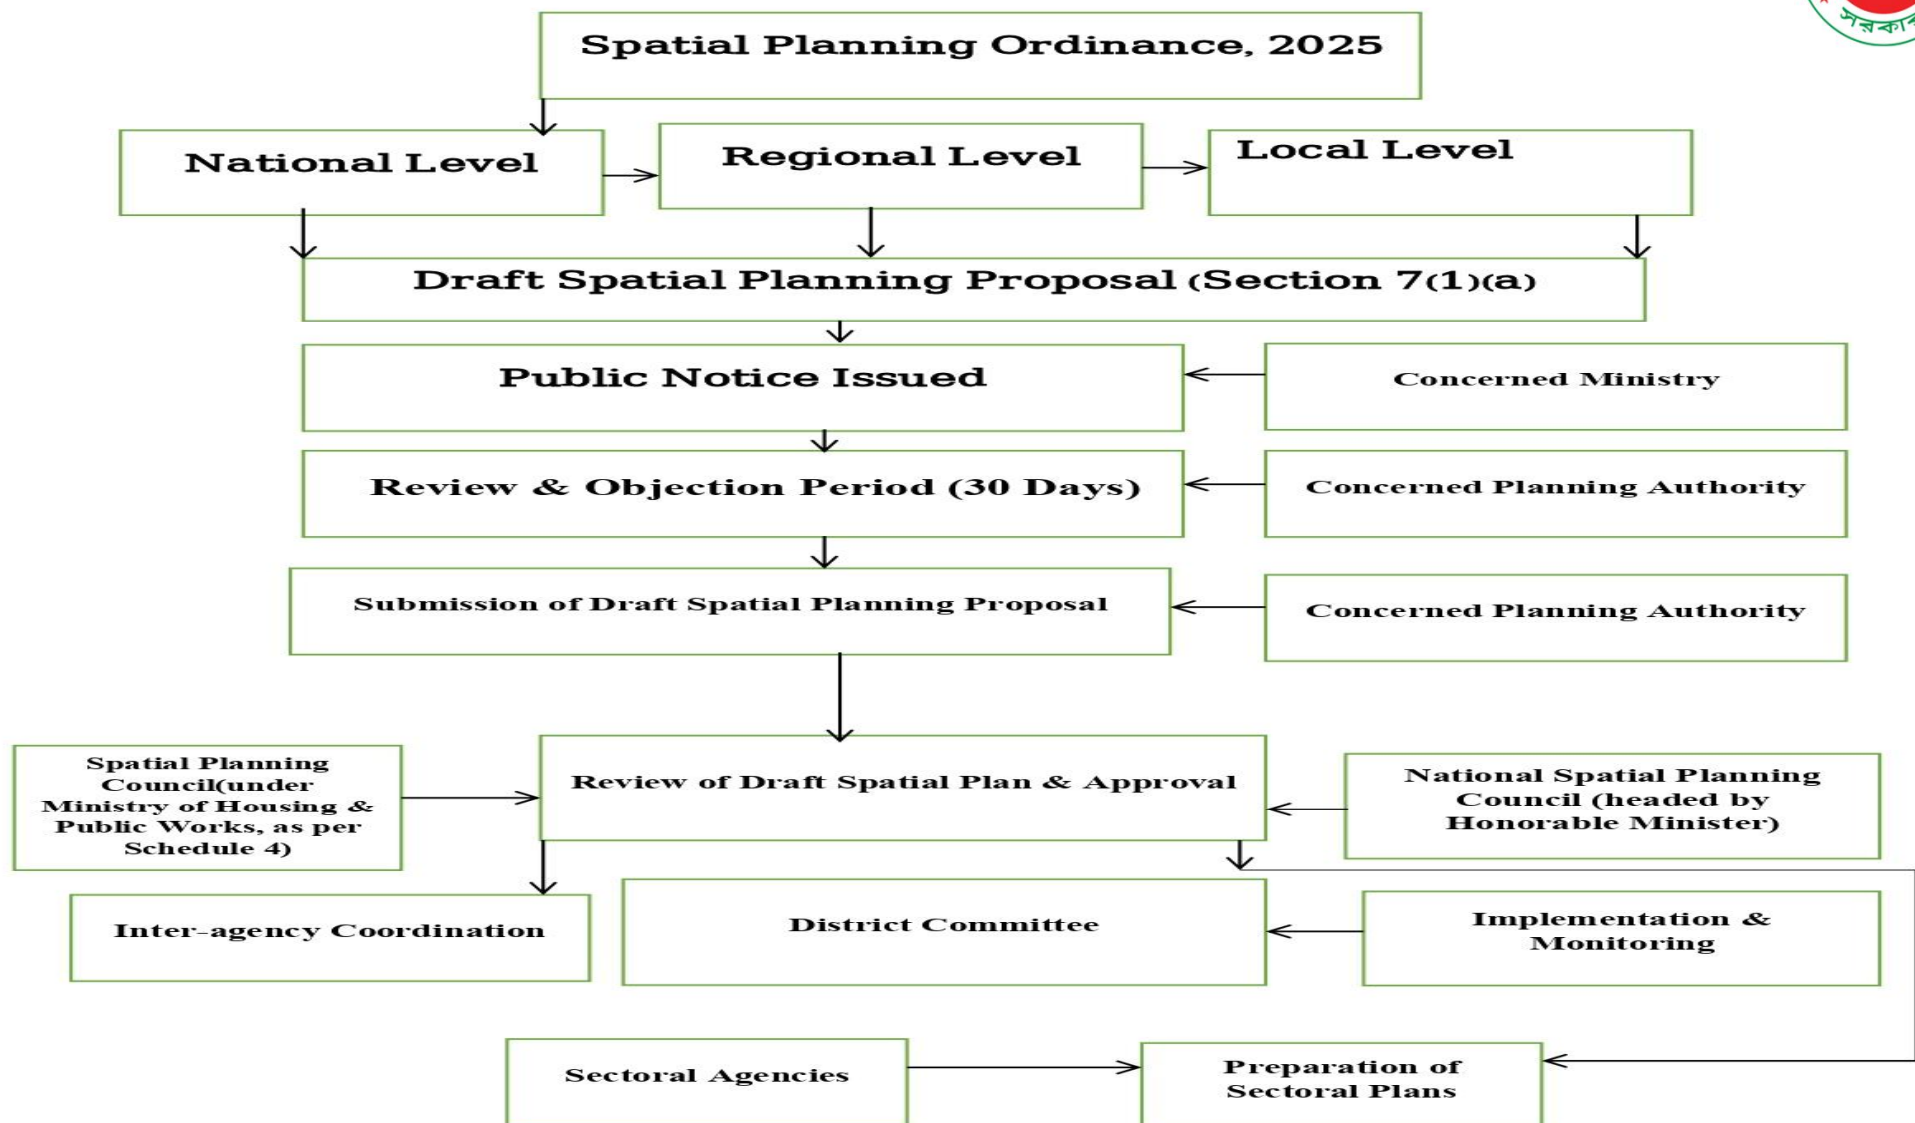 সরকার
Spatial Planning Ordinance, 2025
National Level
Regional Level
Local Level
Draft Spatial Planning Proposal (Section 7(1)(a)
Public Notice Issued
Concerned Ministry
Review & Objection Period (30 Days)
Concerned Planning Authority
Submission of Draft Spatial Planning Proposal
Concerned Planning Authority
Spatial Planning
Council(under
Ministry of Housing &
Public Works, as per
Schedule 4)
Review of Draft Spatial Plan & Approval
National Spatial Planning
Council (headed by
Honorable Minister)
Inter-agency Coordination
District Committee
Implementation &
Monitoring
Sectoral Agencies
Preparation of
Sectoral Plans